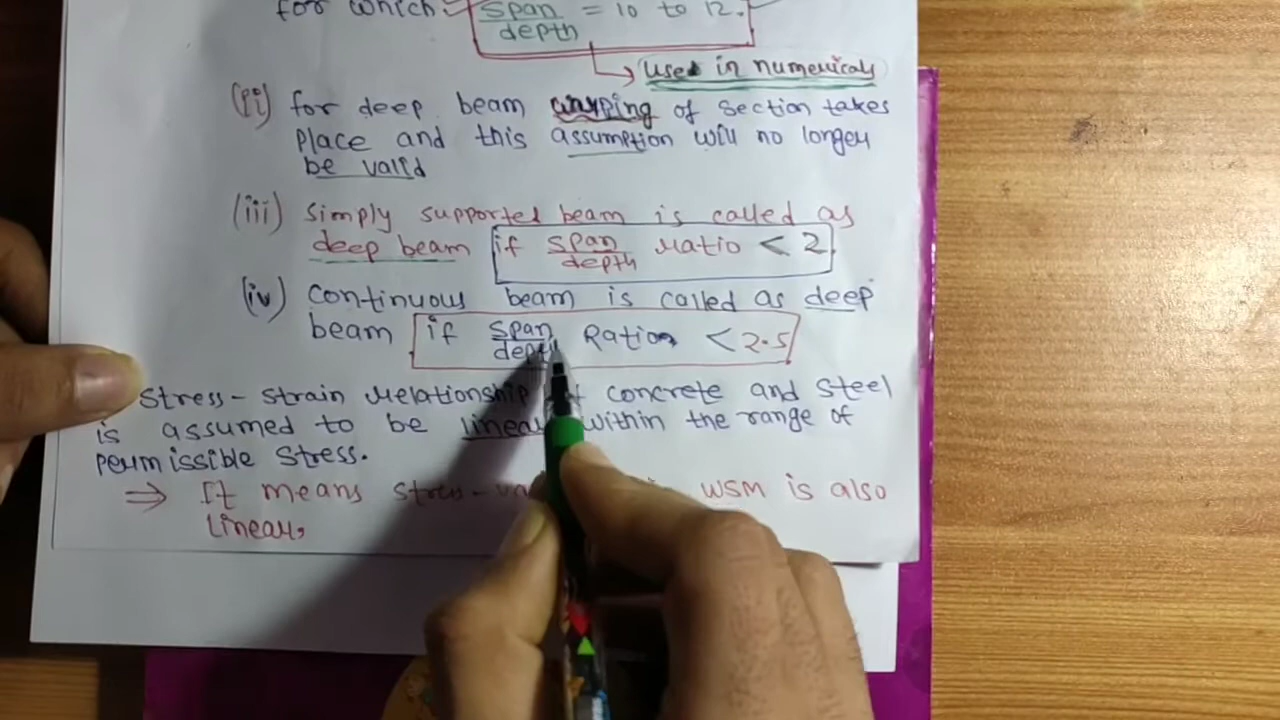 for which span/depth = 10 to 12.
Used in numericals
(ii) for deep beam warping of section takes
place and this assumption will no longer
be valid
(iii) simply supported beam is called as
deep beam if span/depth ratio < 2
(iv) continuous beam is called as deep
beam if span/depth Ratio < 2.5
Stress-strain relationship concrete and steel
is assumed to be linear within the range of
permissible stress.
⇒ It means stress- WSM is also
linear,